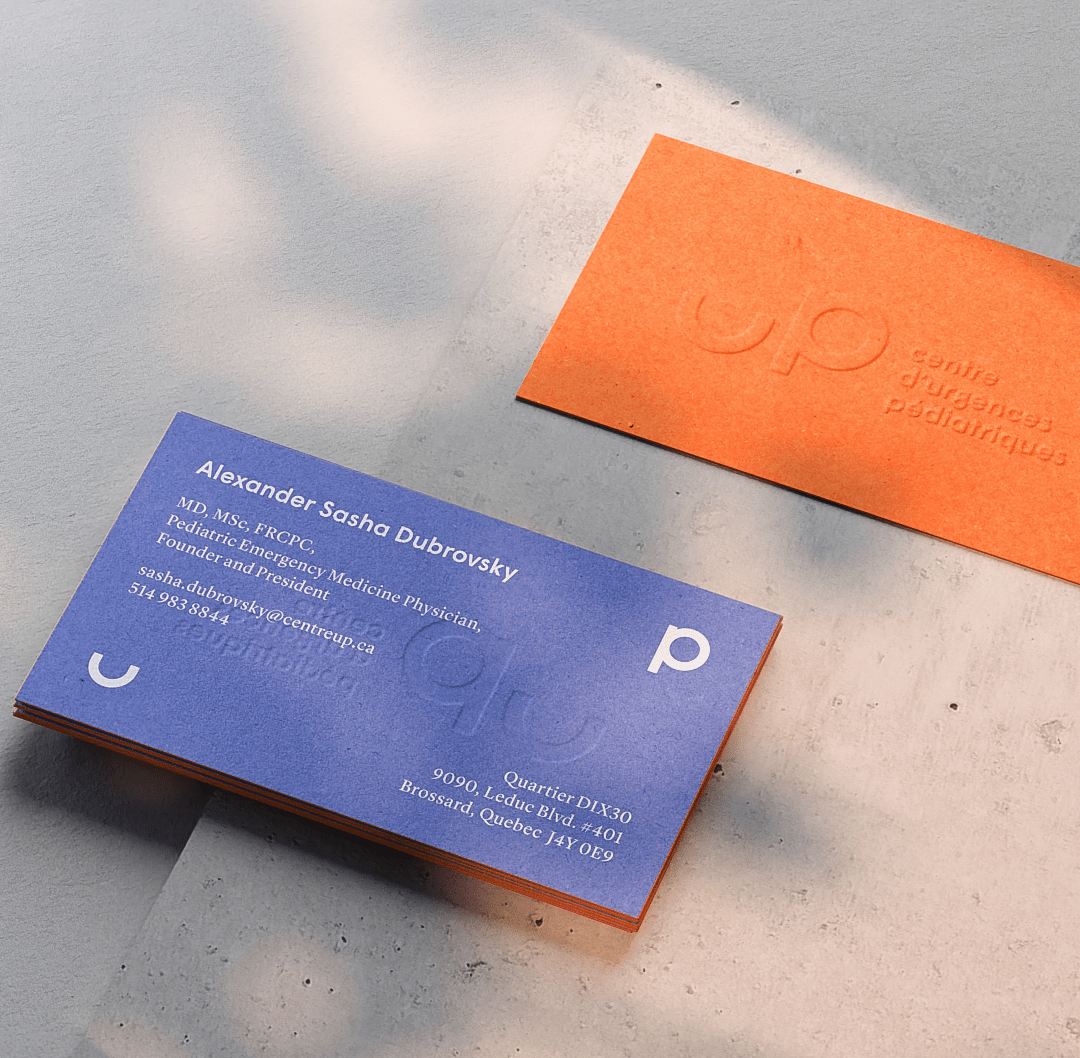 up
centre
d'urgences
pédiatriques
Alexander Sasha Dubrovsky
MD, MSc, FRCPC,
Pediatric Emergency Medicine Physician,
Founder and President
sasha.dubrovsky@centreup.ca
514 983 8844
u
p
Quartier DIX30
9090, Leduc Blvd. #401
Brossard, Quebec J4Y 0E9